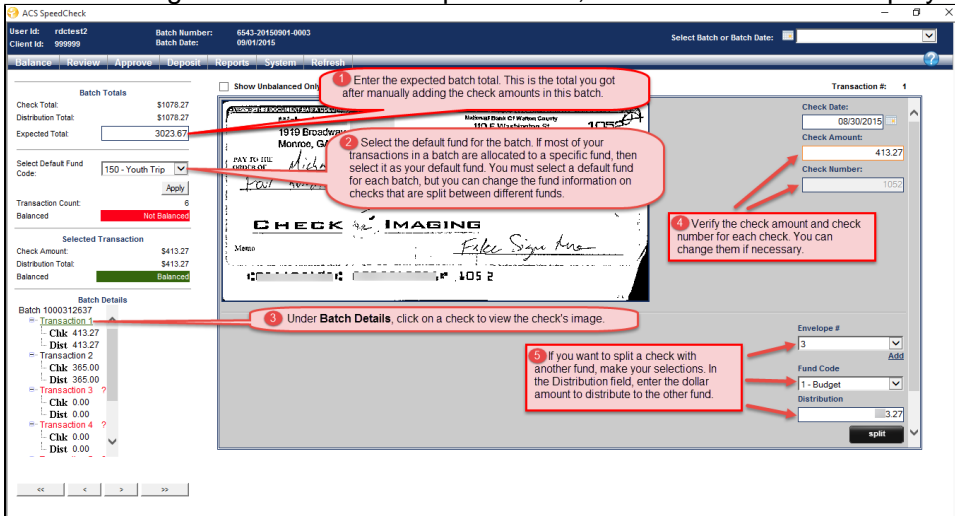 ACS SpeedCheck
User Id: rdctest2
Batch Number: 6543-20150901-0003
Client Id: 999999
Batch Date: 09/01/2015
Select Batch or Batch Date:
Balance Review Approve Deposit Reports System Refresh
Batch Totals
Check Total: $1078.27
Distribution Total: $1078.27
Expected Total: 3023.67
Select Default Fund
Code:
150 - Youth Trip
Apply
Transaction Count: 6
Balanced Not Balanced
Selected Transaction
Check Amount: $413.27
Distribution Total: $413.27
Balanced Balanced
Batch Details
Batch 1000312637
Transaction 1
Chk 413.27
Dist 413.27
Transaction 2
Chk 365.00
Dist 365.00
Transaction 3 ?
Chk 0.00
Dist 0.00
Transaction 4 ?
Chk 0.00
Dist 0.00
<< < > >>
Show Unbalanced Only
Transaction #: 1
1 Enter the expected batch total. This is the total you got
after manually adding the check amounts in this batch.
National Bank Of Walton County
1919 Broadway
1052
Monroe, GA
PAY TO THE
ORDER OF
2 Select the default fund for the batch. If most of your
transactions in a batch are allocated to a specific fund, then
select it as your default fund. You must select a default fund
for each batch, but you can change the fund information on
checks that are split between different funds.
CHECK IMAGING
Memo
Fake Sign
1052
3 Under Batch Details, click on a check to view the check's image.
Check Date:
08/30/2015
Check Amount:
413.27
Check Number:
1052
4 Verify the check amount and check
number for each check. You can
change them if necessary.
5 If you want to split a check with
another fund, make your selections. In
the Distribution field, enter the dollar
amount to distribute to the other fund.
Envelope #
3
Add
Fund Code
1 - Budget
Distribution
3.27
split